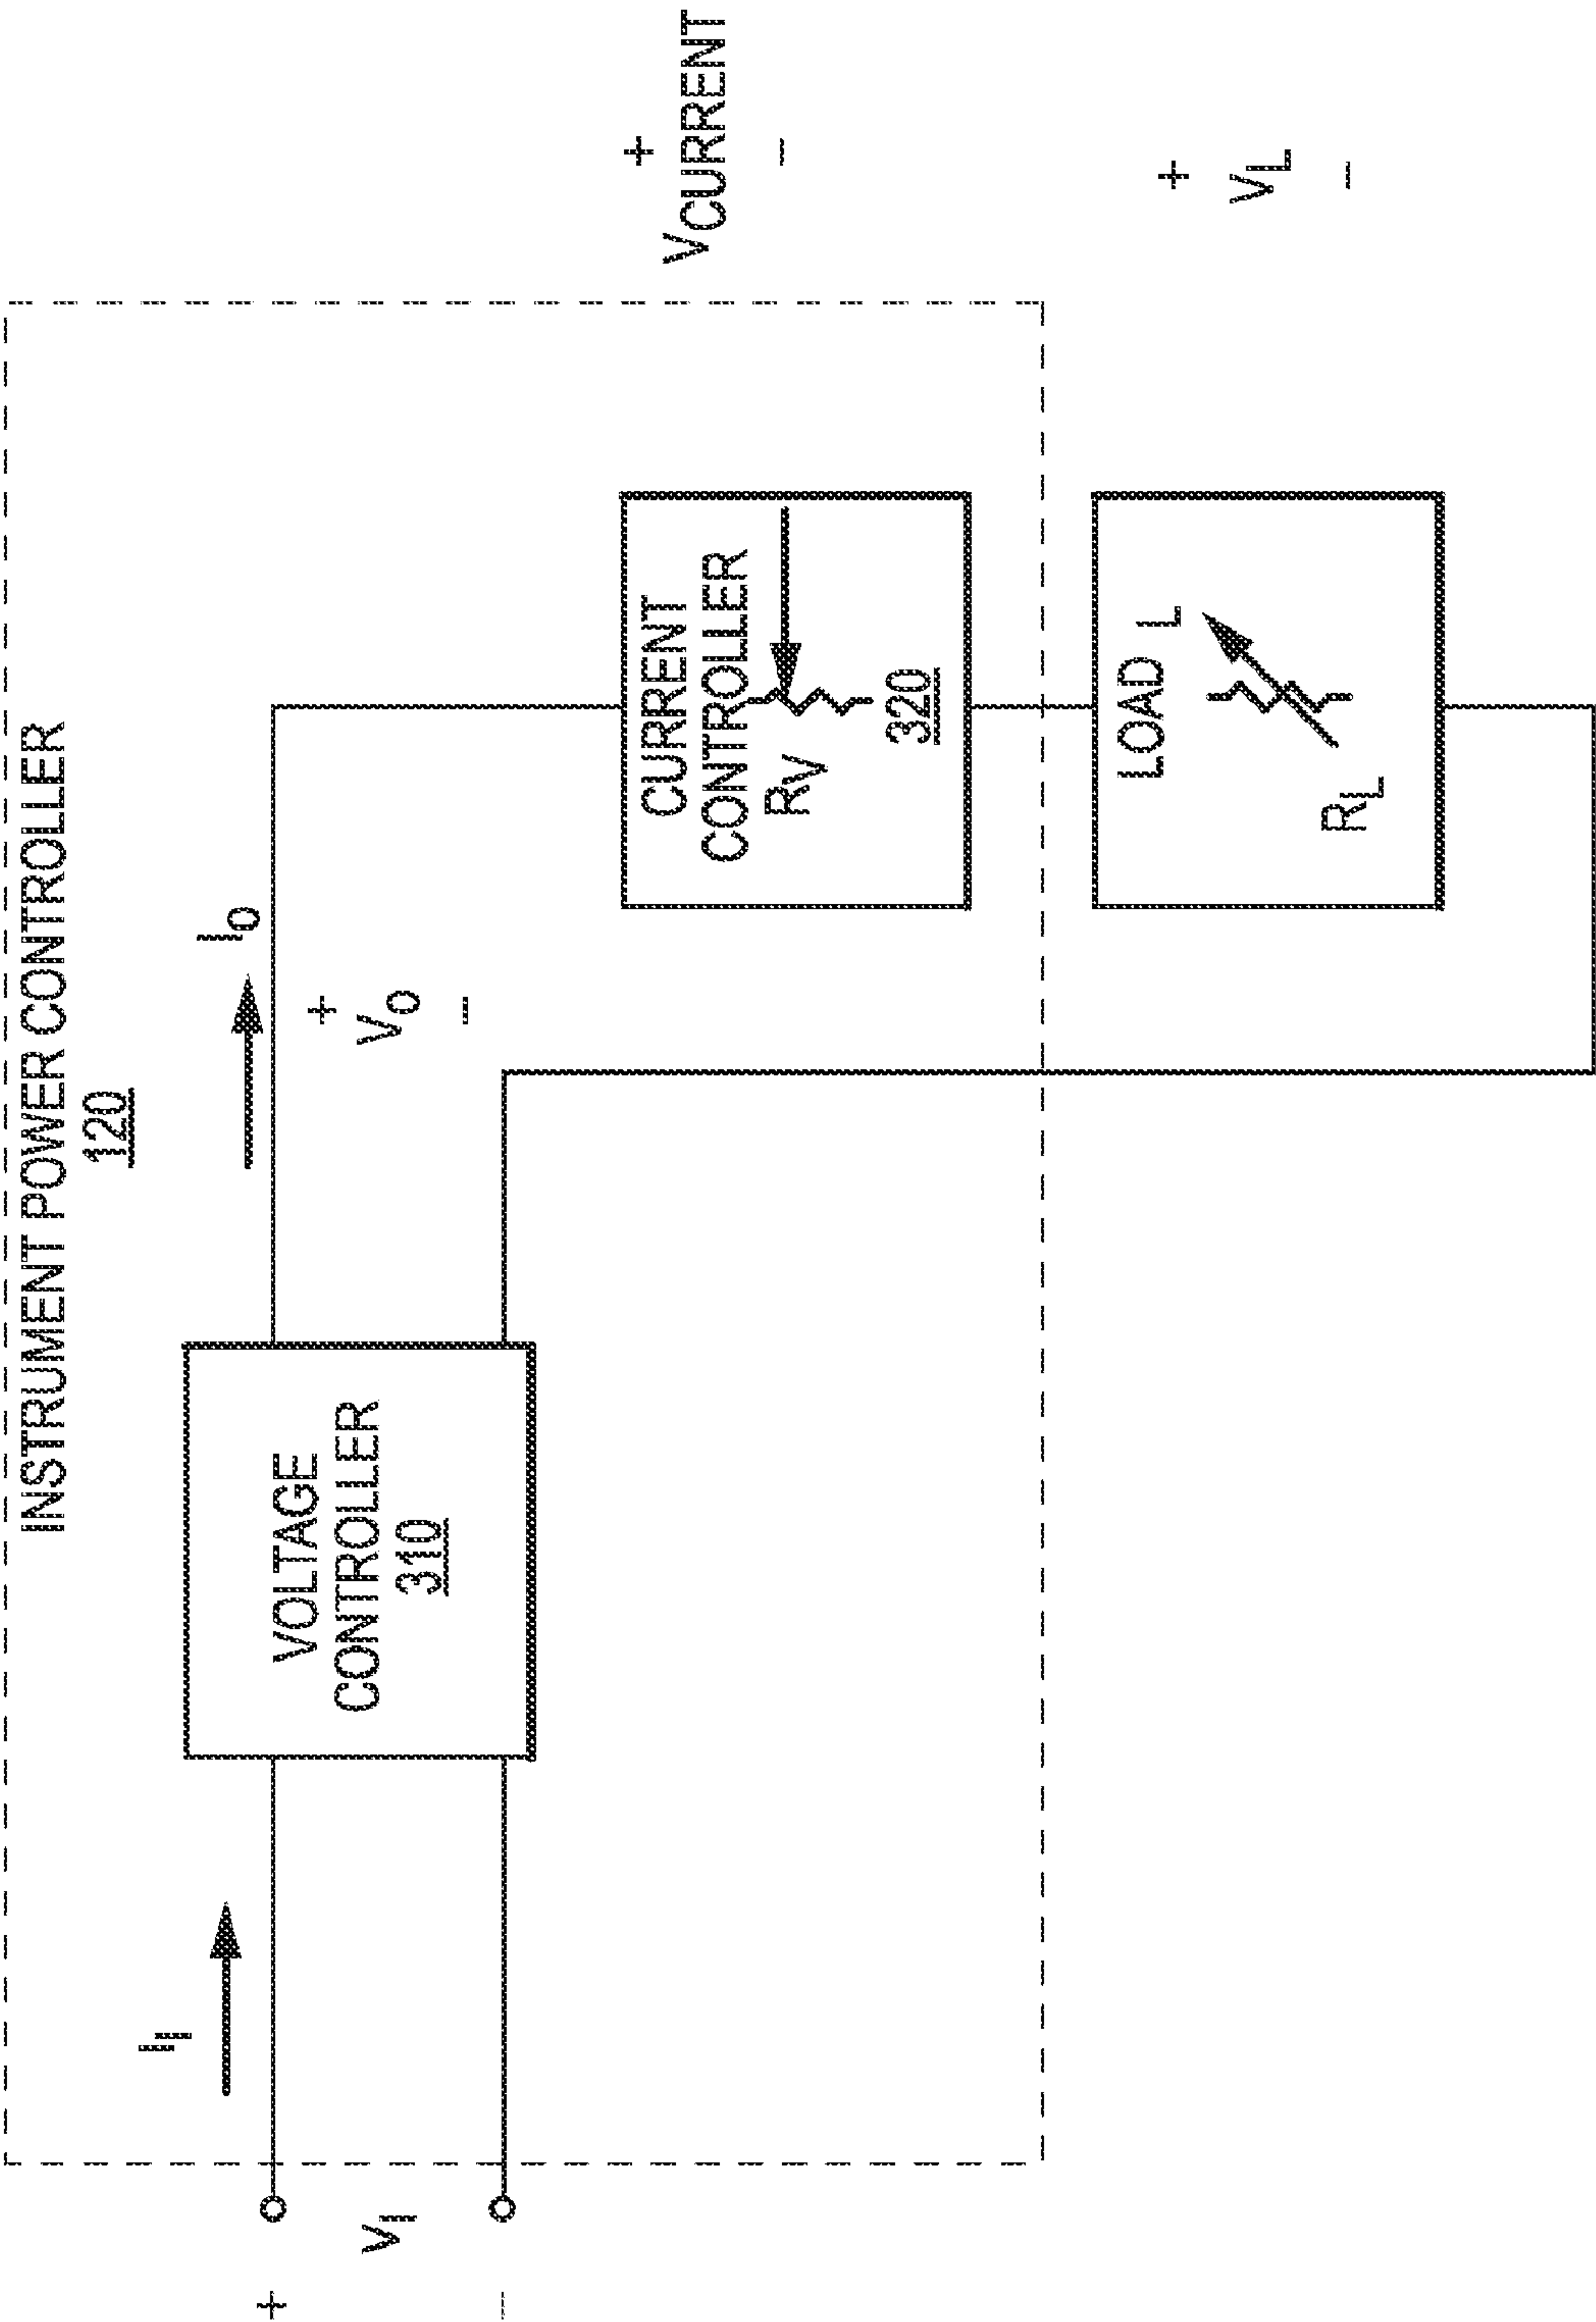 INSTRUMENT POWER CONTROLLER
120
I_I
I_O
+
V_I
−
VOLTAGE
CONTROLLER
310
+
V_O
−
CURRENT
CONTROLLER
R_V
320
+
V_CURRENT
−
LOAD L
R_L
+
V_L
−